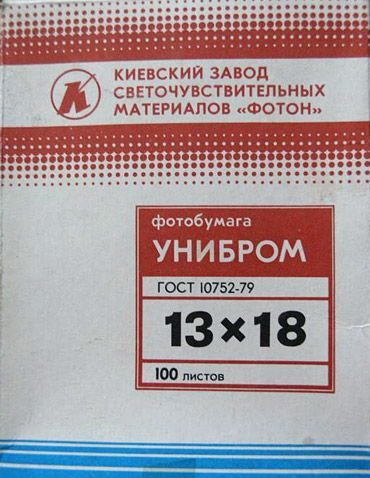 КИЕВСКИЙ ЗАВОД
СВЕТОЧУВСТВИТЕЛЬНЫХ
МАТЕРИАЛОВ «ФОТОН»
фотобумага
УНИБРОМ
ГОСТ 10752-79
13×18
100 листов